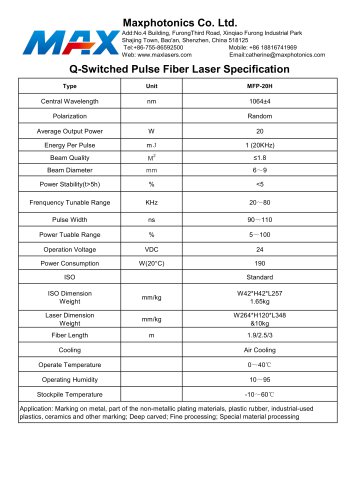 Maxphotonics Co. Ltd.
MAX
Add:No.4 Building, FurongThird Road, Xinqiao Furong Industrial Park
Shajing Town, Bao'an, Shenzhen, China 518125
Tel:+86-755-86592500 Mobile: +86 18816741969
Web: www.maxlasers.com Email:catherine@maxphotonics.com
Q-Switched Pulse Fiber Laser Specification
Type Unit MFP-20H
Central Wavelength nm 1064±4
Polarization Random
Average Output Power W 20
Energy Per Pulse mJ 1 (20KHz)
Beam Quality M² ≤1.8
Beam Diameter mm 6～9
Power Stability(t>5h) % <5
Frenquency Tunable Range KHz 20～80
Pulse Width ns 90～110
Power Tuable Range % 5～100
Operation Voltage VDC 24
Power Consumption W(20°C) 190
ISO Standard
ISO Dimension
Weight mm/kg W42*H42*L257
1.65kg
Laser Dimension
Weight mm/kg W264*H120*L348
&10kg
Fiber Length m 1.9/2.5/3
Cooling Air Cooling
Operate Temperature 0～40℃
Operating Humidity 10～95
Stockpile Temperature -10～60℃
Application: Marking on metal, part of the non-metallic plating materials, plastic rubber, industrial-used
plastics, ceramics and other marking; Deep carved; Fine processing; Special material processing